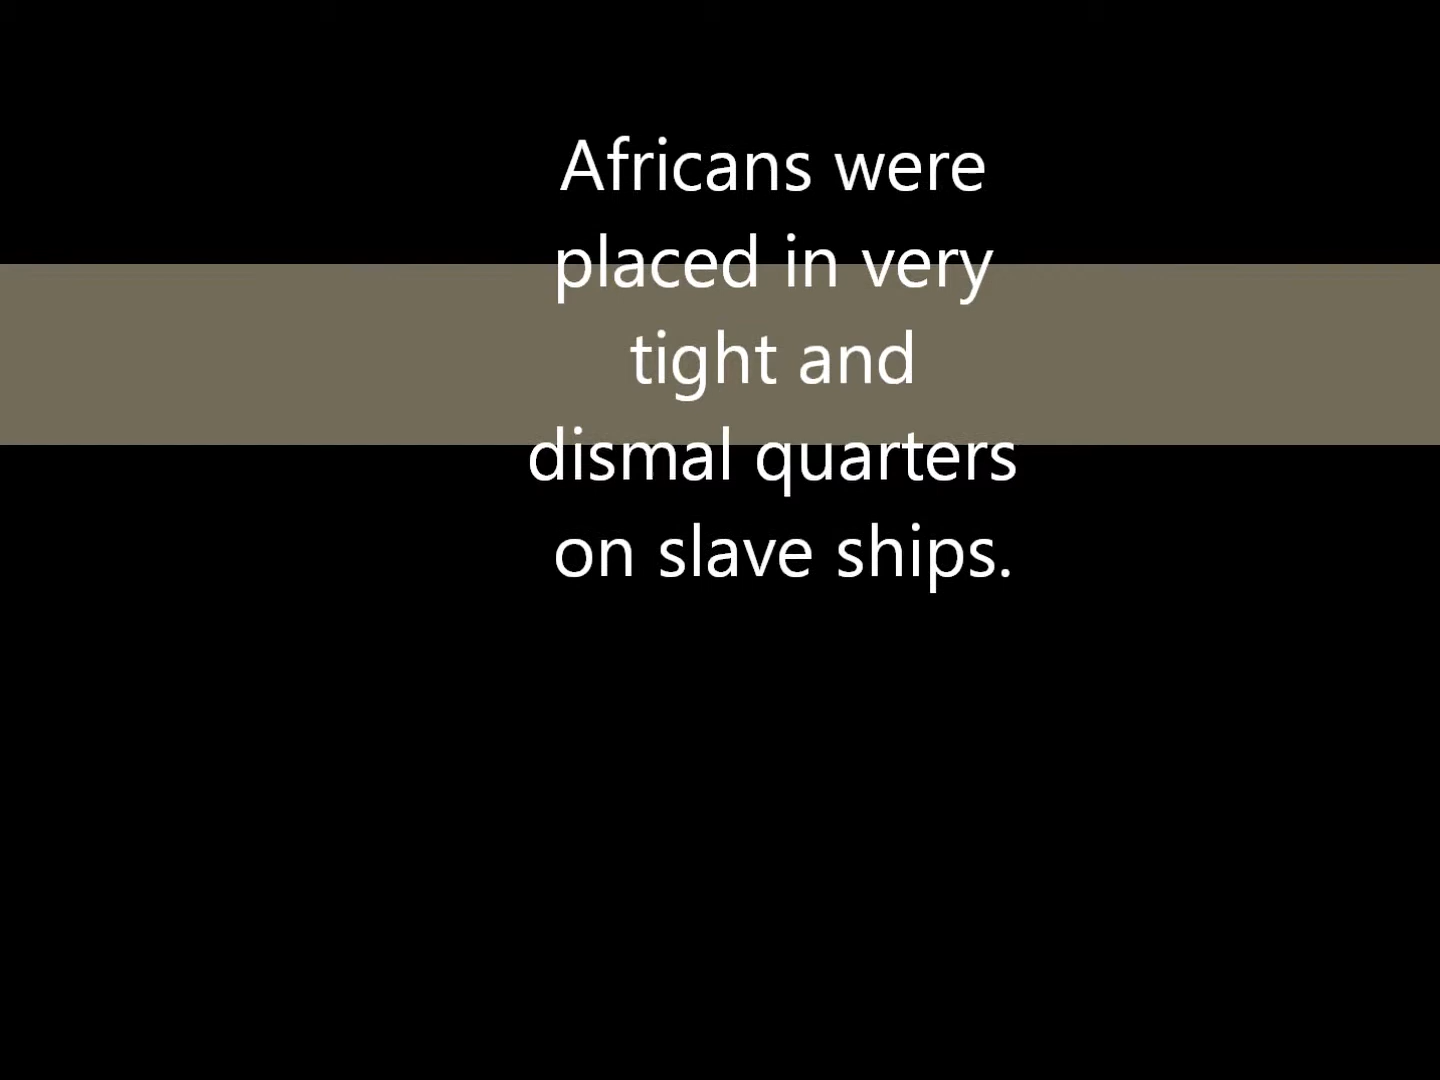 Africans were
placed in very
tight and
dismal quarters
on slave ships.